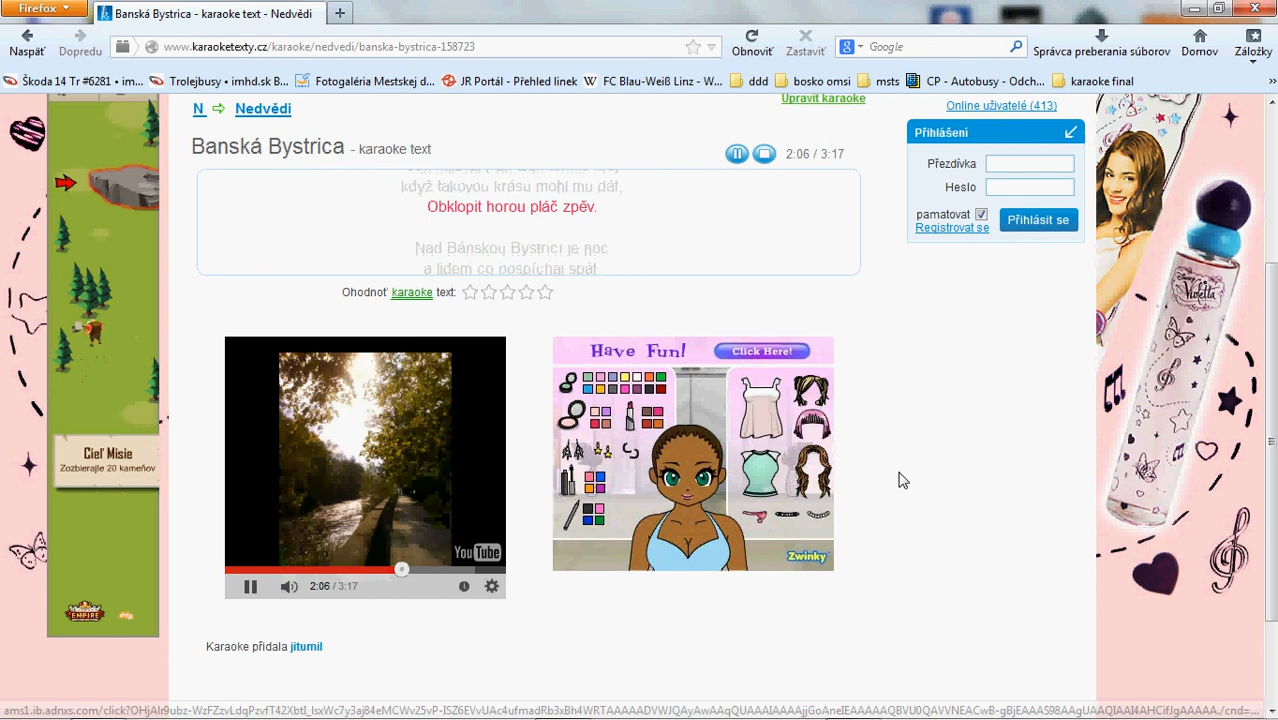 Firefox
Banská Bystrica - karaoke text - Nedvědi
Naspäť
Dopredu
www.karaoketexty.cz/karaoke/nedvedi/banska-bystrica-158723
Obnoviť
Zastaviť
Google
Správca preberania súborov
Domov
Záložky
Škoda 14 Tr #6281 • im...
Trolejbusy • imhd.sk B...
Fotogaléria Mestskej d...
JR Portál - Přehled linek
FC Blau-Weiß Linz - W...
ddd
bosko omsi
msts
CP - Autobusy - Odch...
karaoke final
N
Nedvědi
Upravit karaoke
Online uživatelé (413)
Banská Bystrica - karaoke text
2:06 / 3:17
když takovou krásu mohl mu dát,
Obklopit horou pláč zpěv.
Nad Bánskou Bystricí je noc
a lidem co pospíchaj spát
Ohodnoť karaoke text:
Přihlášení
Přezdívka
Heslo
pamatovat
Registrovat se
Přihlásit se
Violetta
Have Fun!
Click Here!
Zwinky
YouTube
2:06 / 3:17
Cieľ Misie
Zozbierajte 20 kameňov
EMPIRE
Karaoke přidala jitumil